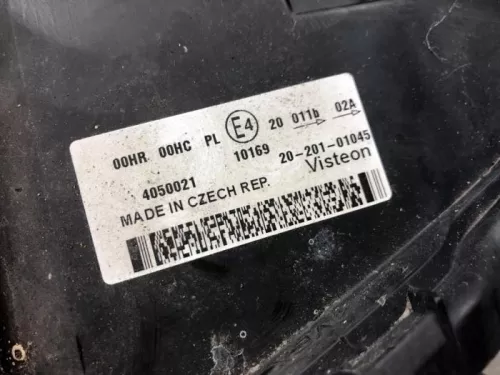 00HR 00HC PL E4 20 011b 02A
10169
4050021 20-201-01045
MADE IN CZECH REP. Visteon